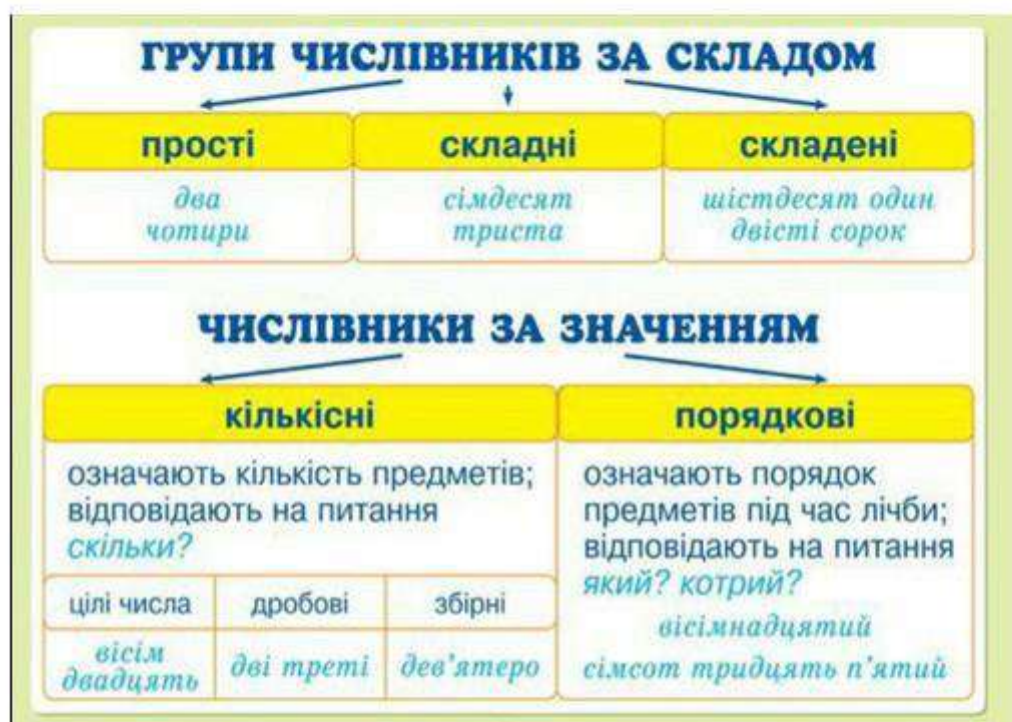 ГРУПИ ЧИСЛІВНИКІВ ЗА СКЛАДОМ
прості
складні
складені
два
чотири
сімдесят
триста
шістдесят один
двісті сорок
ЧИСЛІВНИКИ ЗА ЗНАЧЕННЯМ
кількісні
порядкові
означають кількість предметів;
відповідають на питання
скільки?
цілі числа
дробові
збірні
вісім
двадцять
дві треті
дев’ятеро
означають порядок
предметів під час лічби;
відповідають на питання
який? котрий?
вісімнадцятий
сімсот тридцять п’ятий